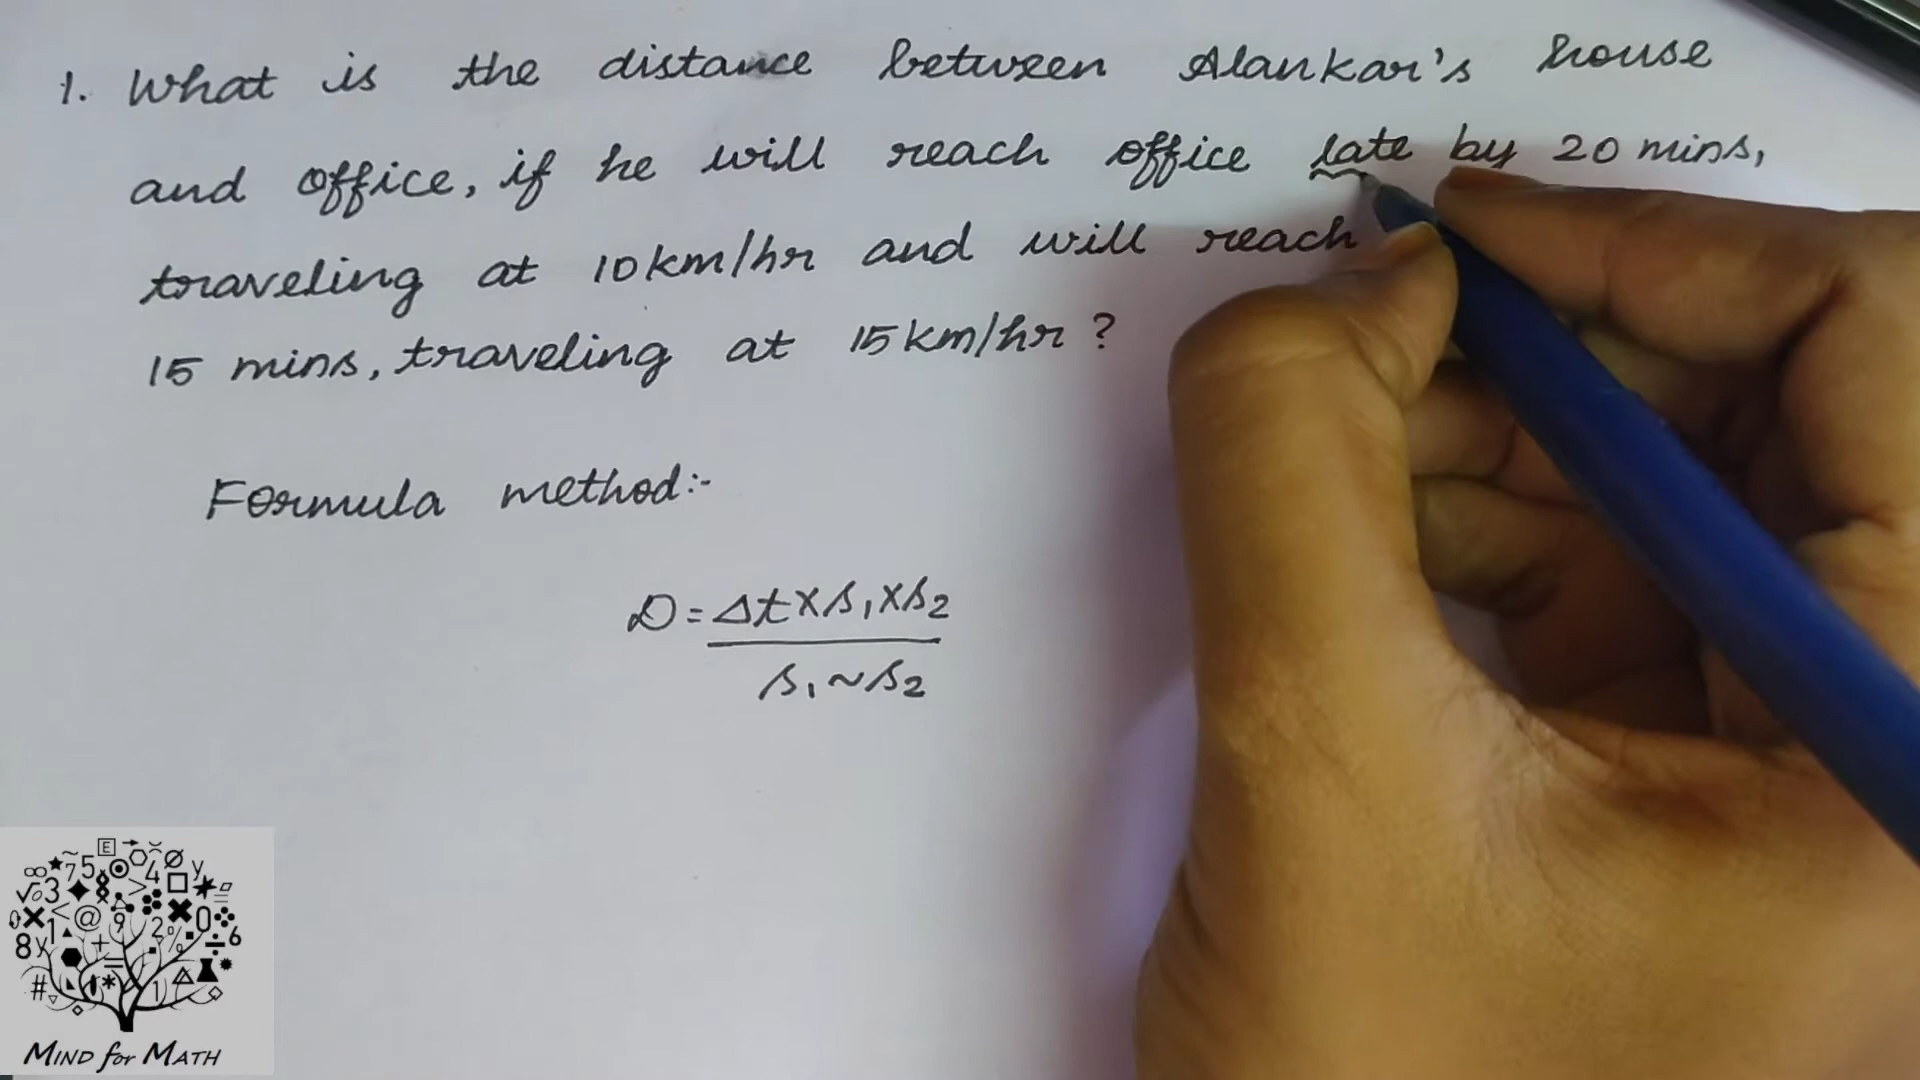 1. What is the distance between Alankar's house
and office, if he will reach office late by 20 mins,
traveling at 10km/hr and will reach
15 mins, traveling at 15km/hr?
Formula method:-
D = Δt×s₁×s₂
s₁~s₂
MIND for MATH